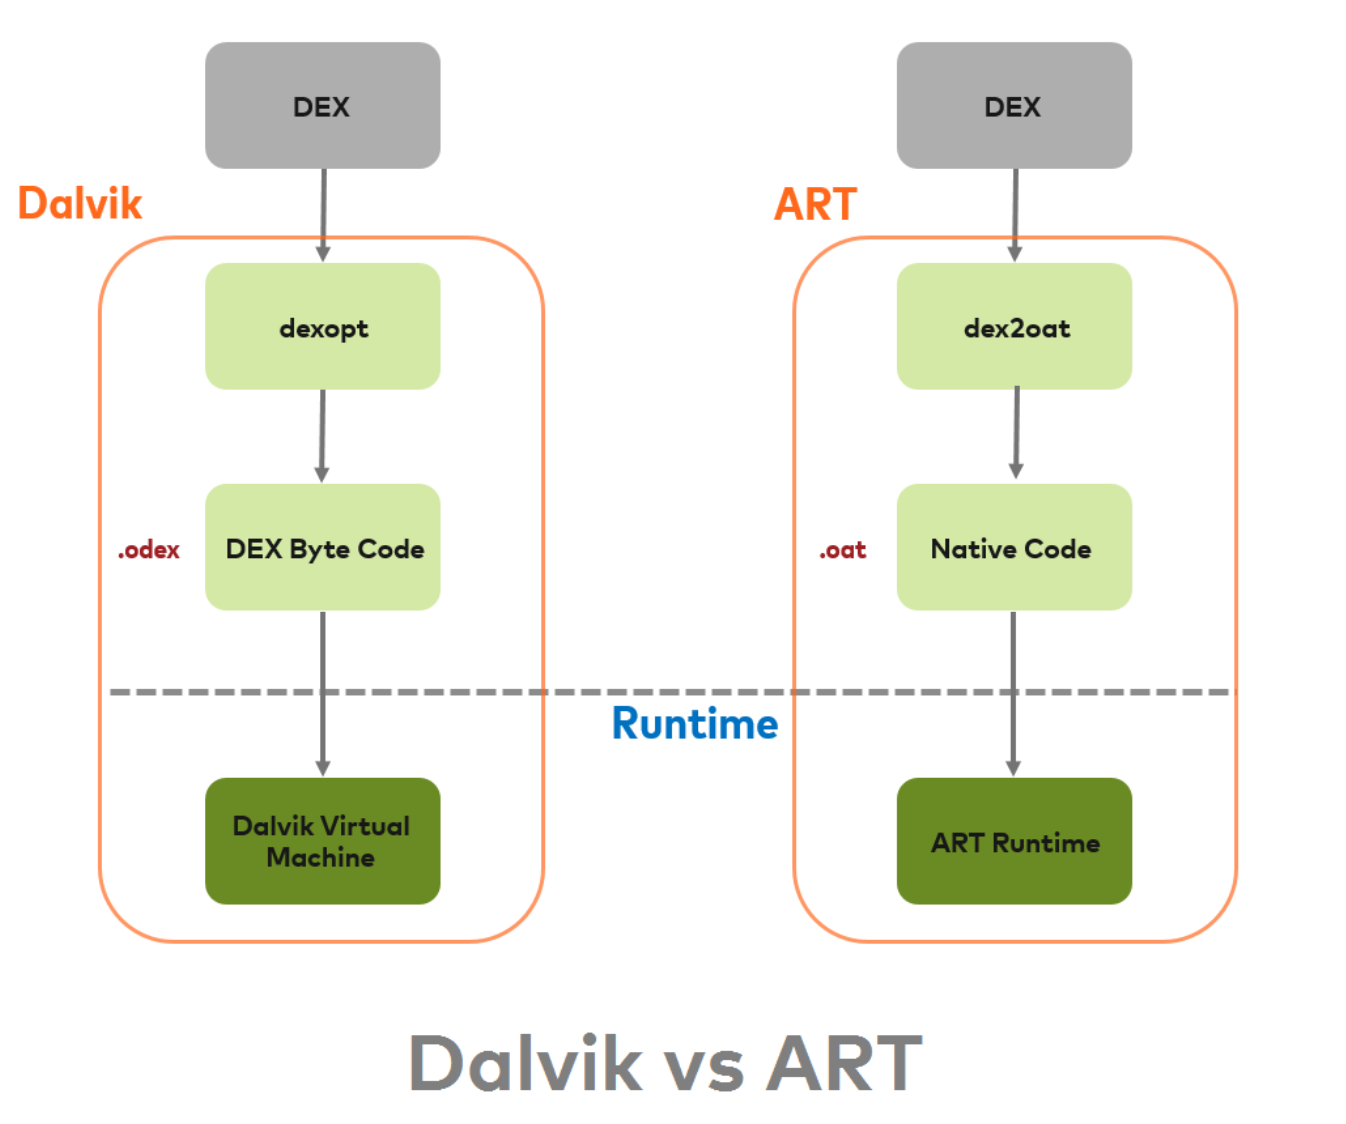 DEX
DEX
Dalvik
ART
dexopt
dex2oat
.odex
DEX Byte Code
.oat
Native Code
Runtime
Dalvik Virtual
Machine
ART Runtime
Dalvik vs ART